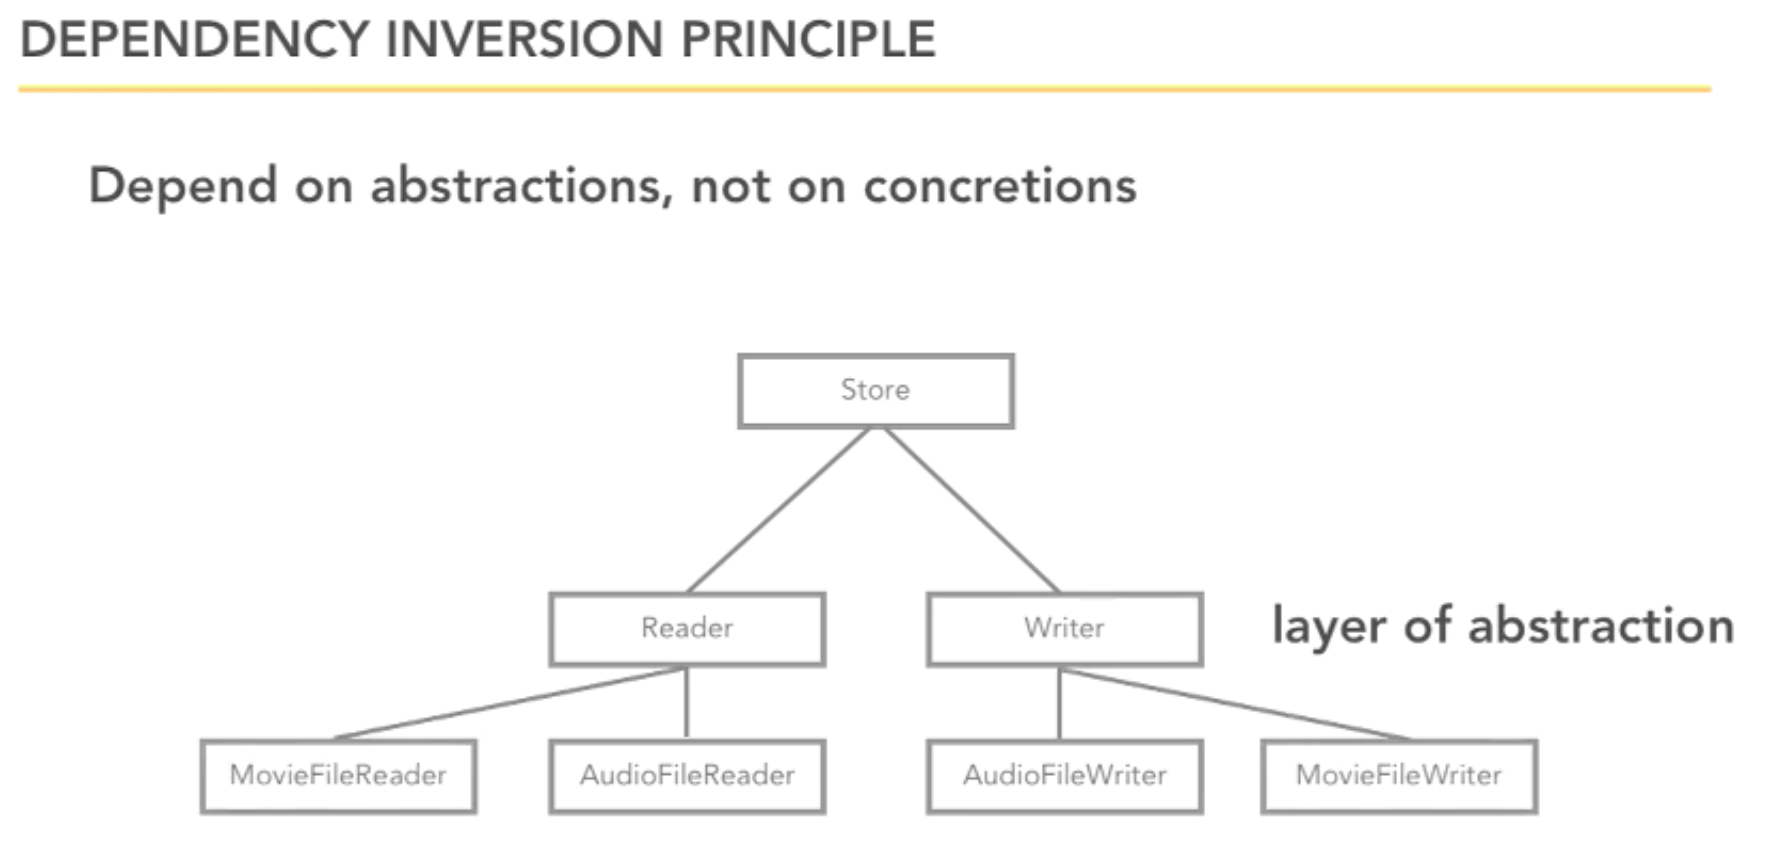 DEPENDENCY INVERSION PRINCIPLE
Depend on abstractions, not on concretions
Store
Reader
Writer
layer of abstraction
MovieFileReader
AudioFileReader
AudioFileWriter
MovieFileWriter